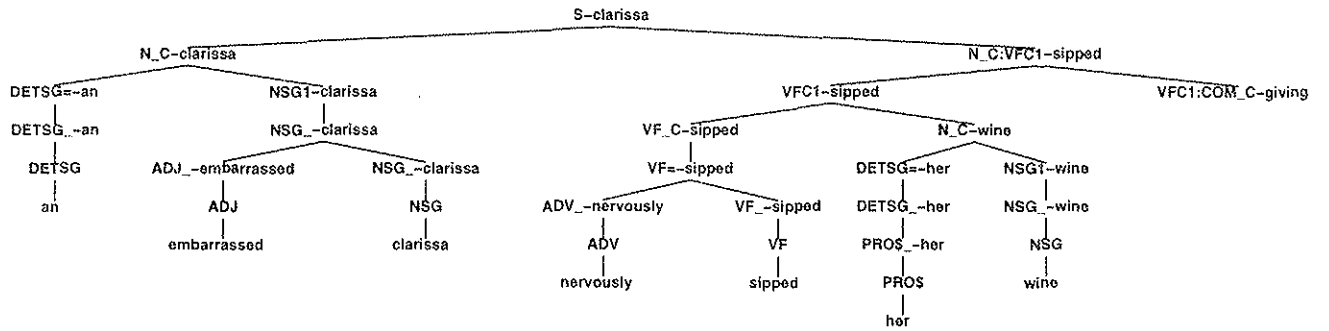 S-clarissa
N_C-clarissa N_C:VFC1-sipped
DETSG=-an NSG1-clarissa VFC1-sipped VFC1:COM_C-giving
DETSG_-an NSG_-clarissa VF_C-sipped N_C-wine
DETSG ADJ_-embarrassed NSG_-clarissa VF=-sipped DETSG=-her NSG1-wine
an ADJ NSG ADV_-nervously VF_-sipped DETSG_-her NSG_-wine
embarrassed clarissa ADV VF PRO$_-her NSG
nervously sipped PRO$ wine
her